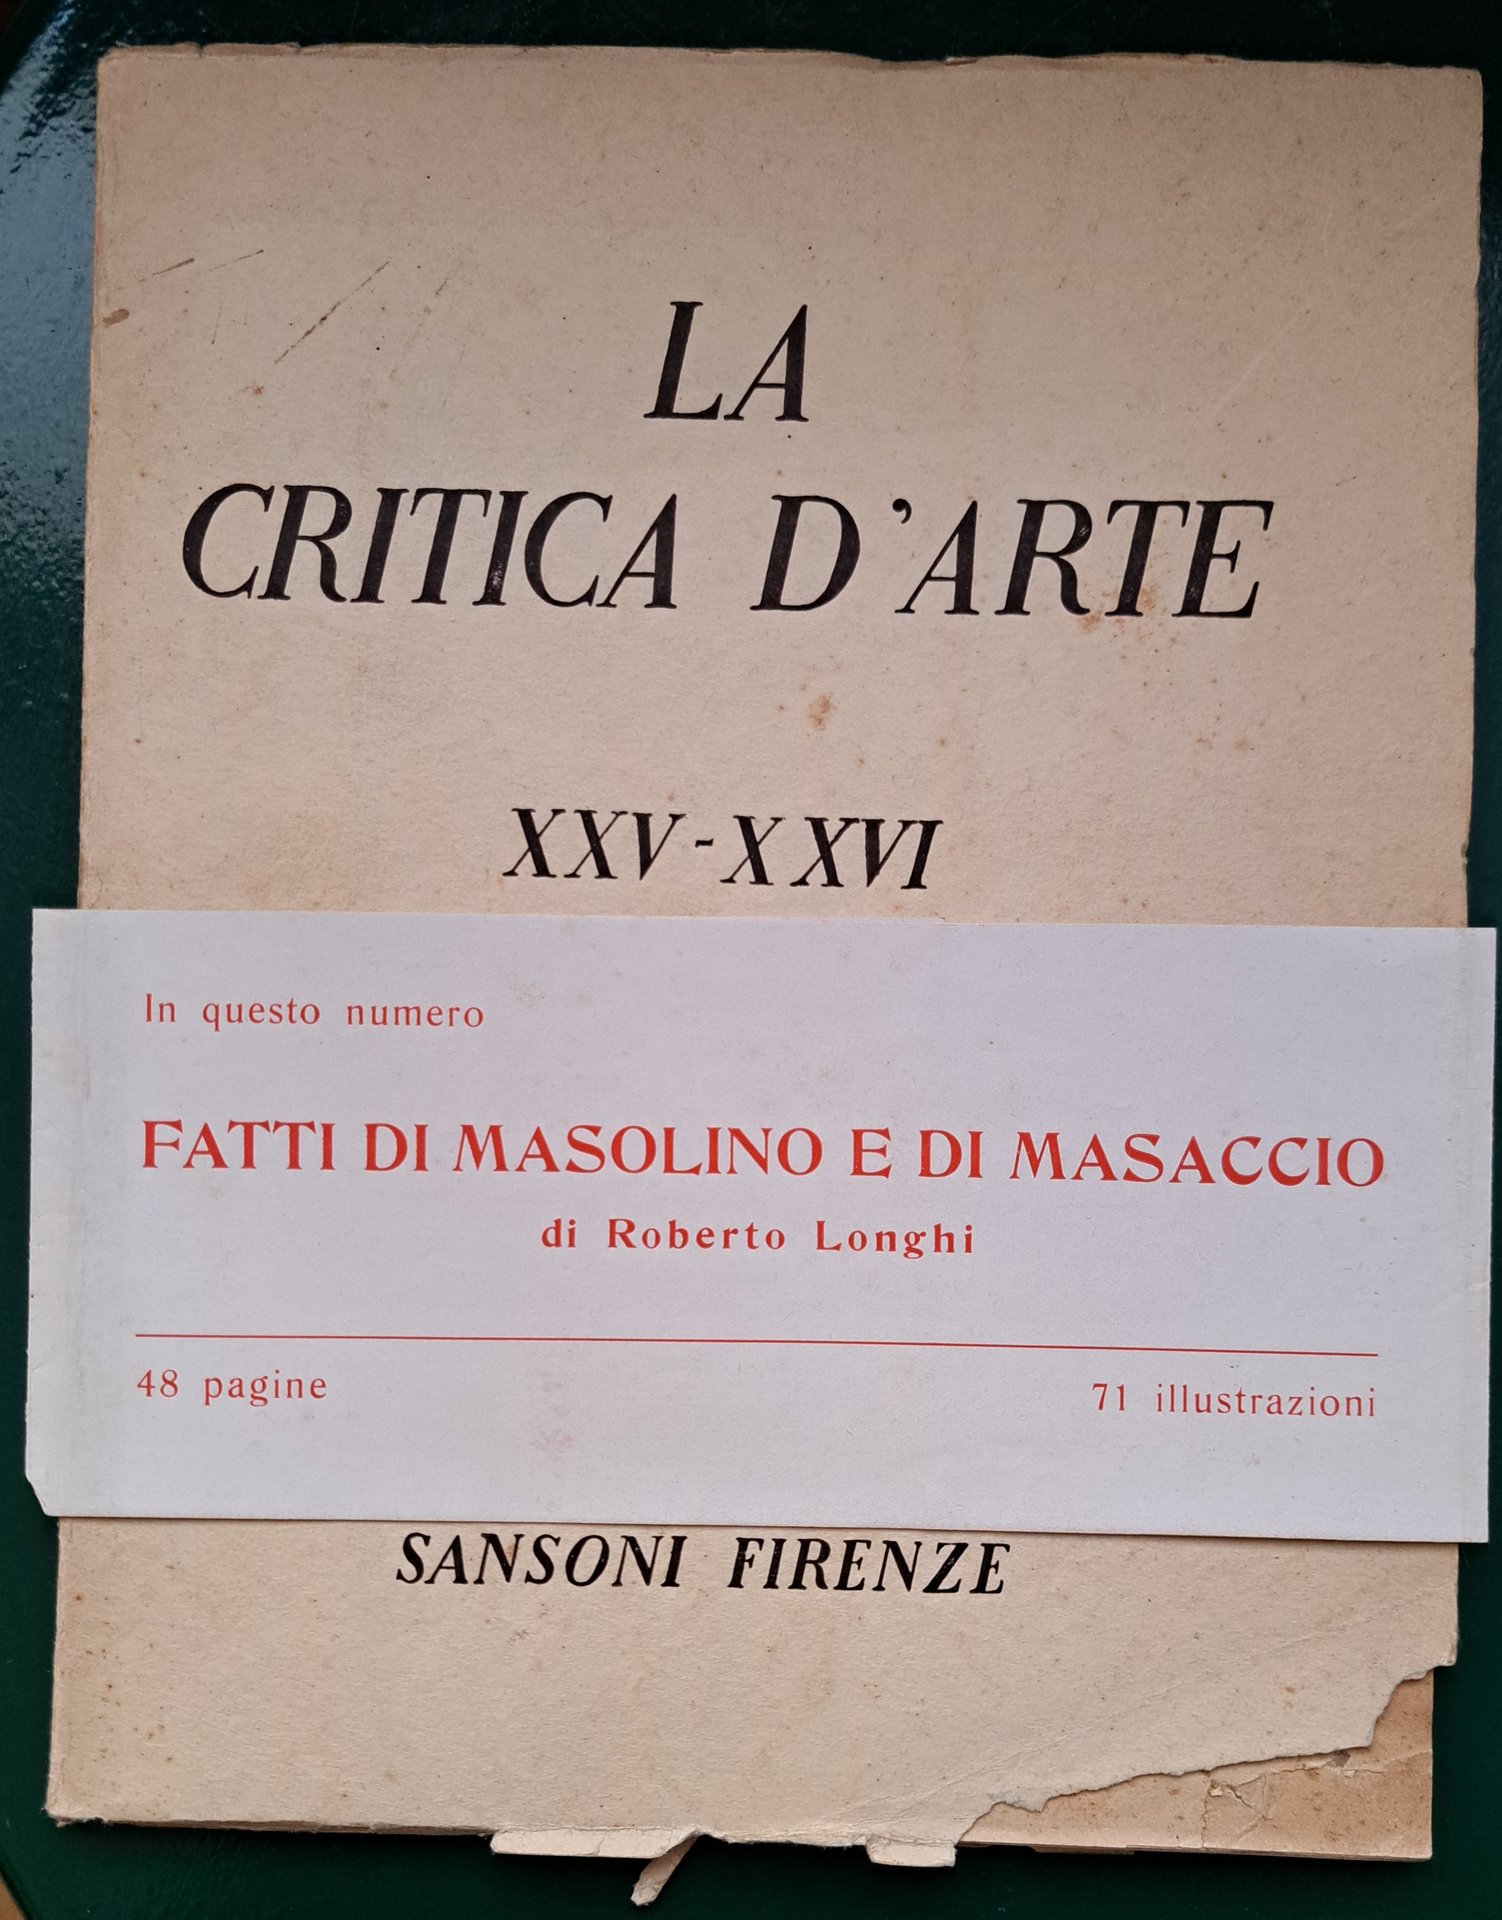 LA
CRITICA D'ARTE
XXV-XXVI
In questo numero
FATTI DI MASOLINO E DI MASACCIO
di Roberto Longhi
48 pagine
71 illustrazioni
SANSONI FIRENZE